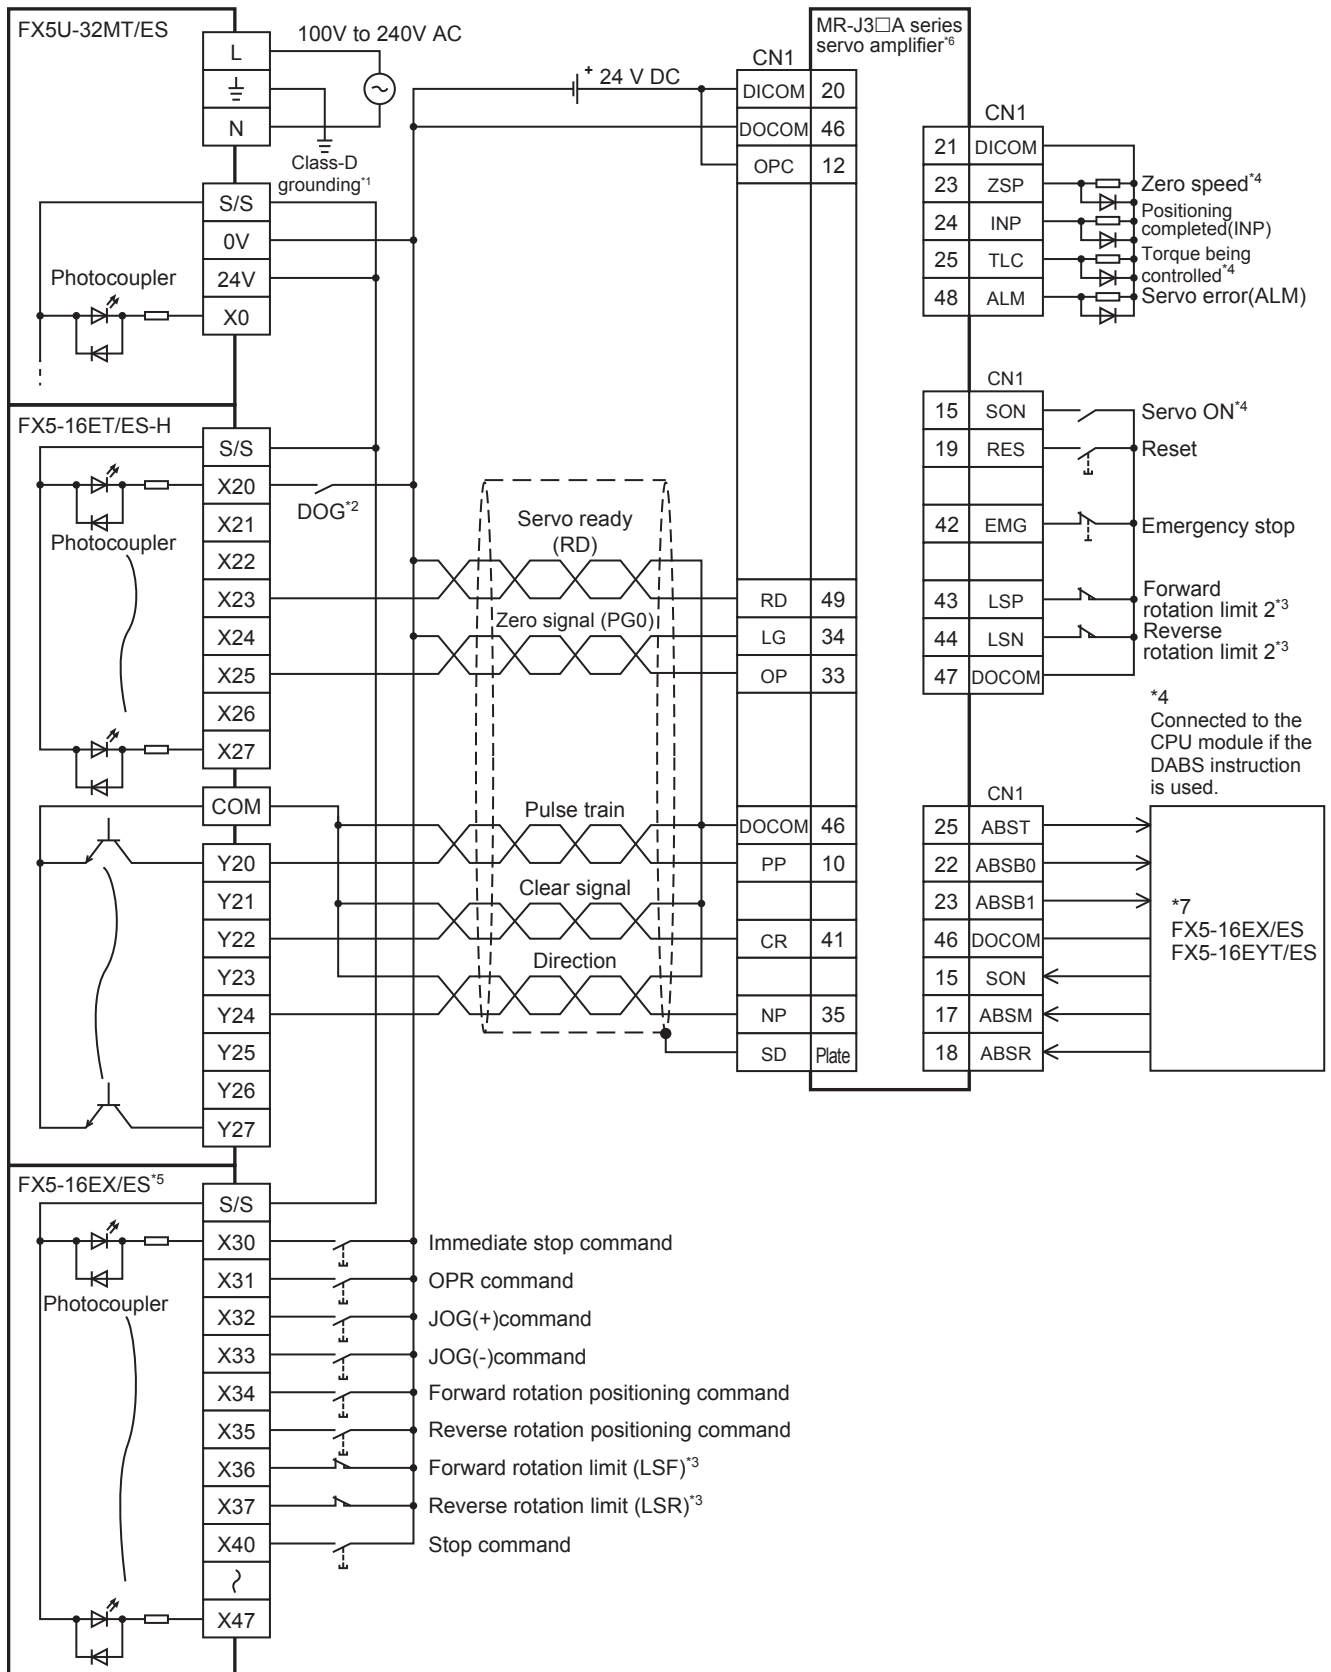 FX5U-32MT/ES
L
N
100V to 240V AC
Class-D
grounding*1
S/S
0V
24V
X0
Photocoupler
FX5-16ET/ES-H
S/S
X20
X21
X22
X23
X24
X25
X26
X27
Photocoupler
DOG*2
COM
Y20
Y21
Y22
Y23
Y24
Y25
Y26
Y27
FX5-16EX/ES*5
S/S
X30
X31
X32
X33
X34
X35
X36
X37
X40
X47
Photocoupler
Immediate stop command
OPR command
JOG(+)command
JOG(-)command
Forward rotation positioning command
Reverse rotation positioning command
Forward rotation limit (LSF)*3
Reverse rotation limit (LSR)*3
Stop command
+ 24 V DC
Servo ready
(RD)
Zero signal (PG0)
Pulse train
Clear signal
Direction
MR-J3□A series
servo amplifier*6
CN1
DICOM 20
DOCOM 46
OPC 12
RD 49
LG 34
OP 33
DOCOM 46
PP 10
CR 41
NP 35
SD Plate
CN1
21 DICOM
23 ZSP
24 INP
25 TLC
48 ALM
Zero speed*4
Positioning
completed(INP)
Torque being
controlled*4
Servo error(ALM)
CN1
15 SON
19 RES
42 EMG
43 LSP
44 LSN
47 DOCOM
Servo ON*4
Reset
Emergency stop
Forward
rotation limit 2*3
Reverse
rotation limit 2*3
*4
Connected to the
CPU module if the
DABS instruction
is used.
CN1
25 ABST
22 ABSB0
23 ABSB1
46 DOCOM
15 SON
17 ABSM
18 ABSR
*7
FX5-16EX/ES
FX5-16EYT/ES